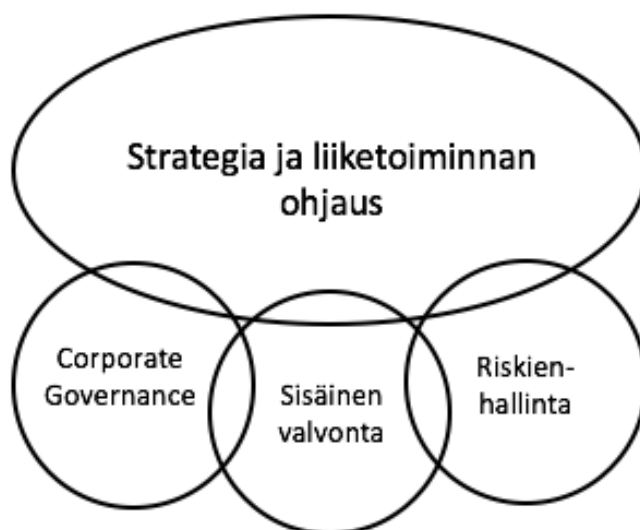 Strategia ja liiketoiminnan
ohjaus
Corporate
Governance
Sisäinen
valvonta
Riskien-
hallinta